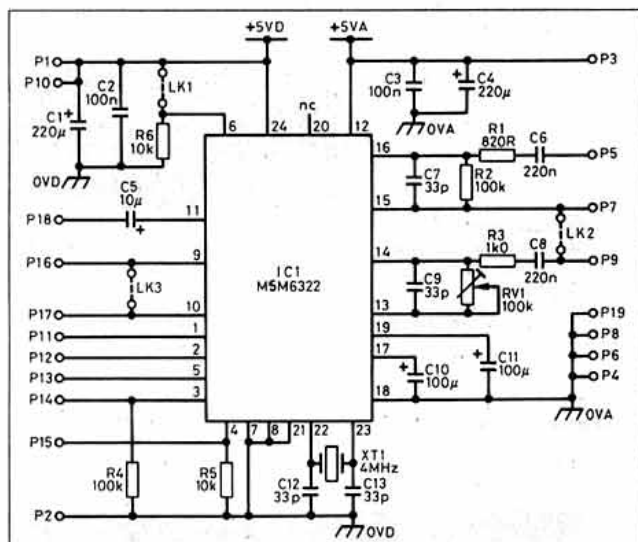 +5VD
+5VA
P1
P10
C1
220μ
+
C2
100n
LK1
R6
10k
0VD
6
24
nc
20
12
C3
100n
+
C4
220μ
0VA
P3
16
C7
33p
R2
100k
R1
820R
C6
220n
P5
15
P7
LK2
C5
10μ
+
P18
11
P16
9
LK3
P17
10
P11
1
P12
2
P13
5
P14
3
P15
IC1
M5M6322
14
C9
33p
RV1
100k
R3
1k0
C8
220n
P9
13
19
17
18
+
C10
100μ
+
C11
100μ
P19
P8
P6
P4
0VA
4
7
8
21
22
23
R4
100k
R5
10k
C12
33p
XT1
4MHz
C13
33p
P2
0VD